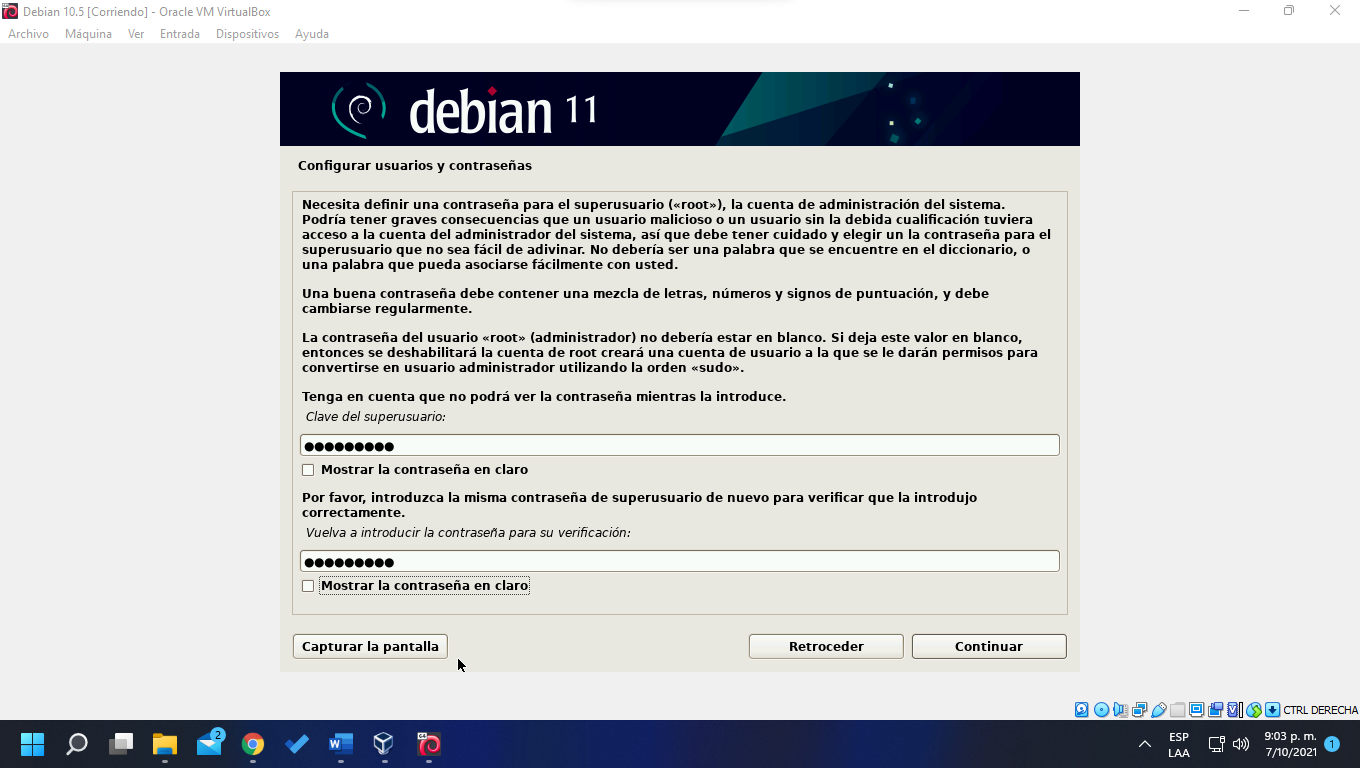 Debian 10.5 [Corriendo] - Oracle VM VirtualBox
Archivo Máquina Ver Entrada Dispositivos Ayuda
debian 11
Configurar usuarios y contraseñas
Necesita definir una contraseña para el superusuario («root»), la cuenta de administración del sistema.
Podría tener graves consecuencias que un usuario malicioso o un usuario sin la debida cualificación tuviera
acceso a la cuenta del administrador del sistema, así que debe tener cuidado y elegir un la contraseña para el
superusuario que no sea fácil de adivinar. No debería ser una palabra que se encuentre en el diccionario, o
una palabra que pueda asociarse fácilmente con usted.
Una buena contraseña debe contener una mezcla de letras, números y signos de puntuación, y debe
cambiarse regularmente.
La contraseña del usuario «root» (administrador) no debería estar en blanco. Si deja este valor en blanco,
entonces se deshabilitará la cuenta de root creará una cuenta de usuario a la que se le darán permisos para
convertirse en usuario administrador utilizando la orden «sudo».
Tenga en cuenta que no podrá ver la contraseña mientras la introduce.
Clave del superusuario:
●●●●●●●●●
Mostrar la contraseña en claro
Por favor, introduzca la misma contraseña de superusuario de nuevo para verificar que la introdujo
correctamente.
Vuelva a introducir la contraseña para su verificación:
●●●●●●●●●
Mostrar la contraseña en claro
Capturar la pantalla Retroceder Continuar
CTRL DERECHA
2
64
ESP
LAA
9:03 p. m.
7/10/2021
1